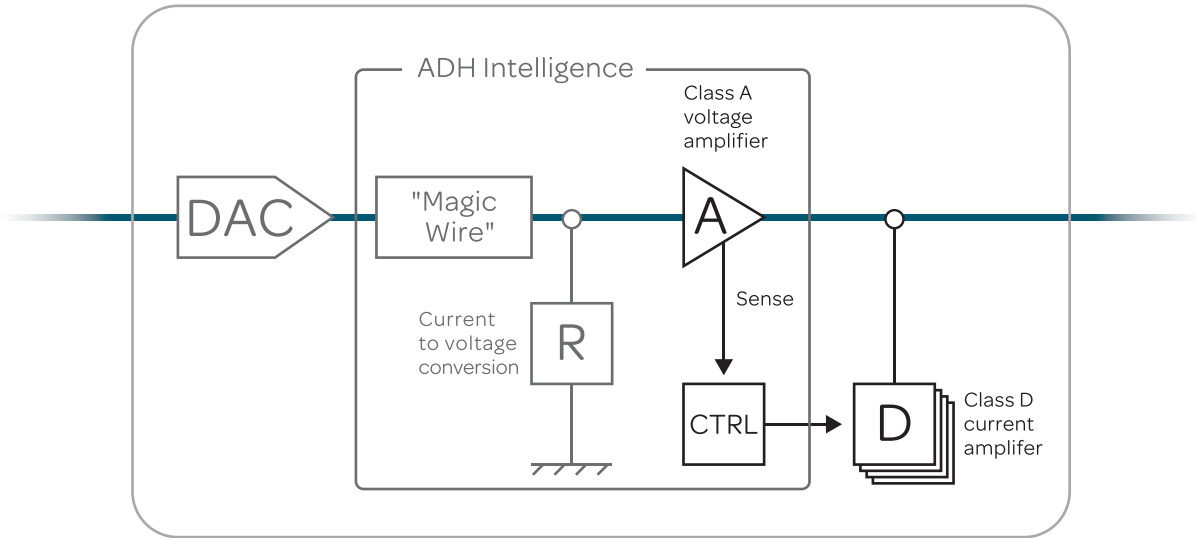 ADH Intelligence
Class A
voltage
amplifier
DAC
"Magic
Wire"
A
Sense
Current
to voltage
conversion
R
CTRL
D
Class D
current
amplifer